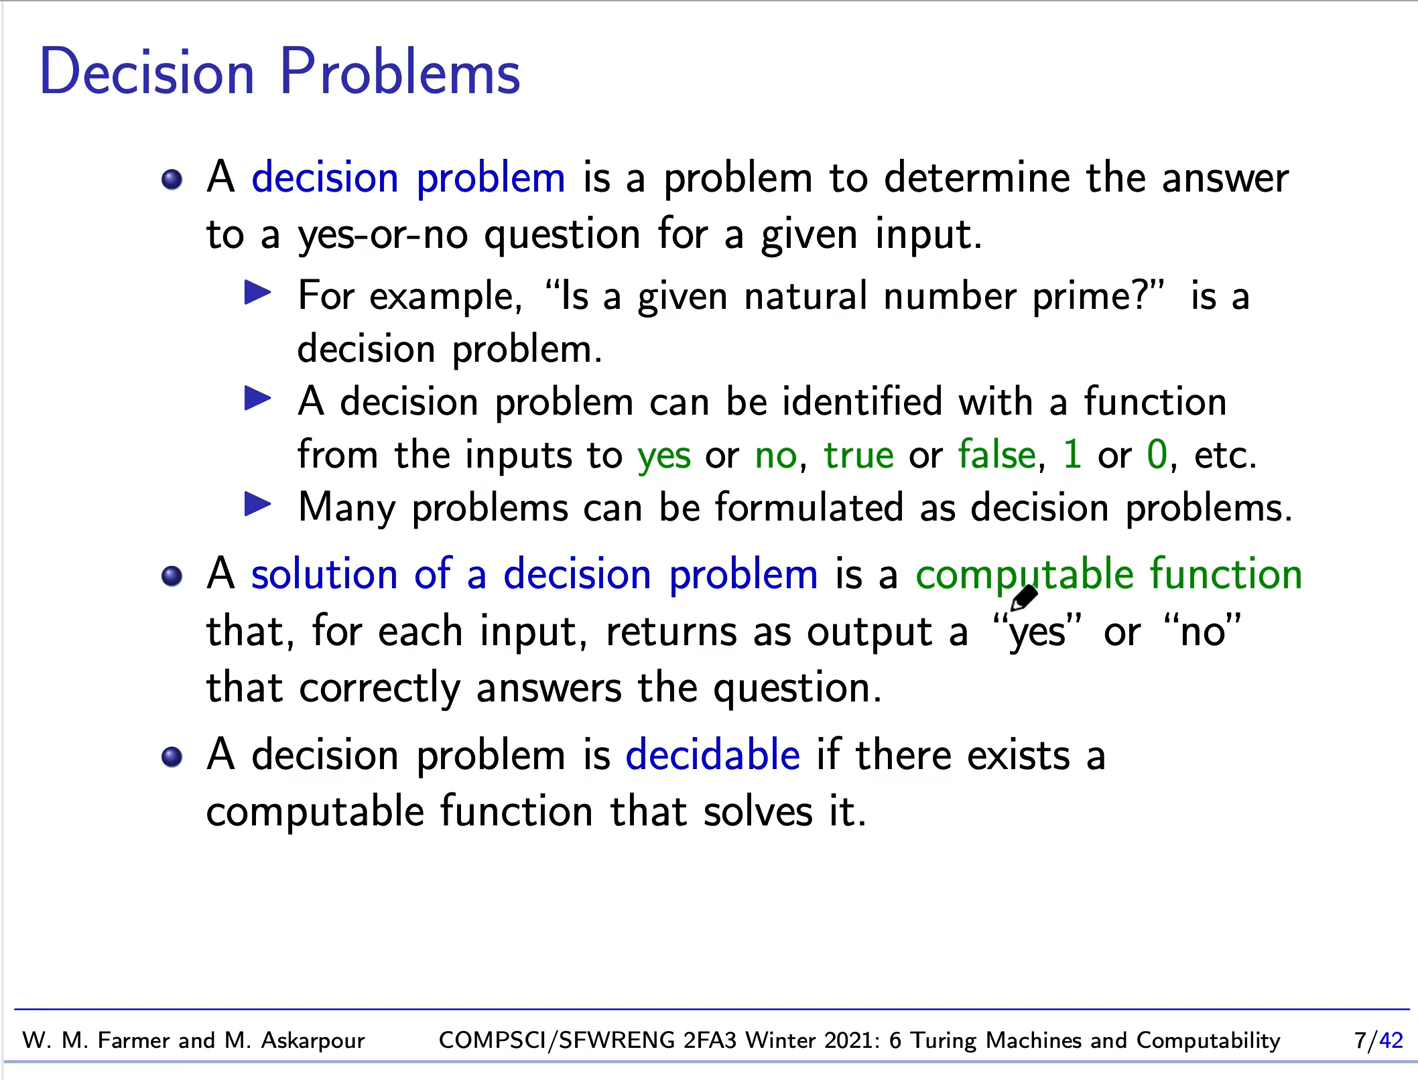 Decision Problems
A decision problem is a problem to determine the answer
to a yes-or-no question for a given input.
For example, “Is a given natural number prime?” is a
decision problem.
A decision problem can be identified with a function
from the inputs to yes or no, true or false, 1 or 0, etc.
Many problems can be formulated as decision problems.
A solution of a decision problem is a computable function
that, for each input, returns as output a “yes” or “no”
that correctly answers the question.
A decision problem is decidable if there exists a
computable function that solves it.
W. M. Farmer and M. Askarpour COMPSCI/SFWRENG 2FA3 Winter 2021: 6 Turing Machines and Computability 7/42